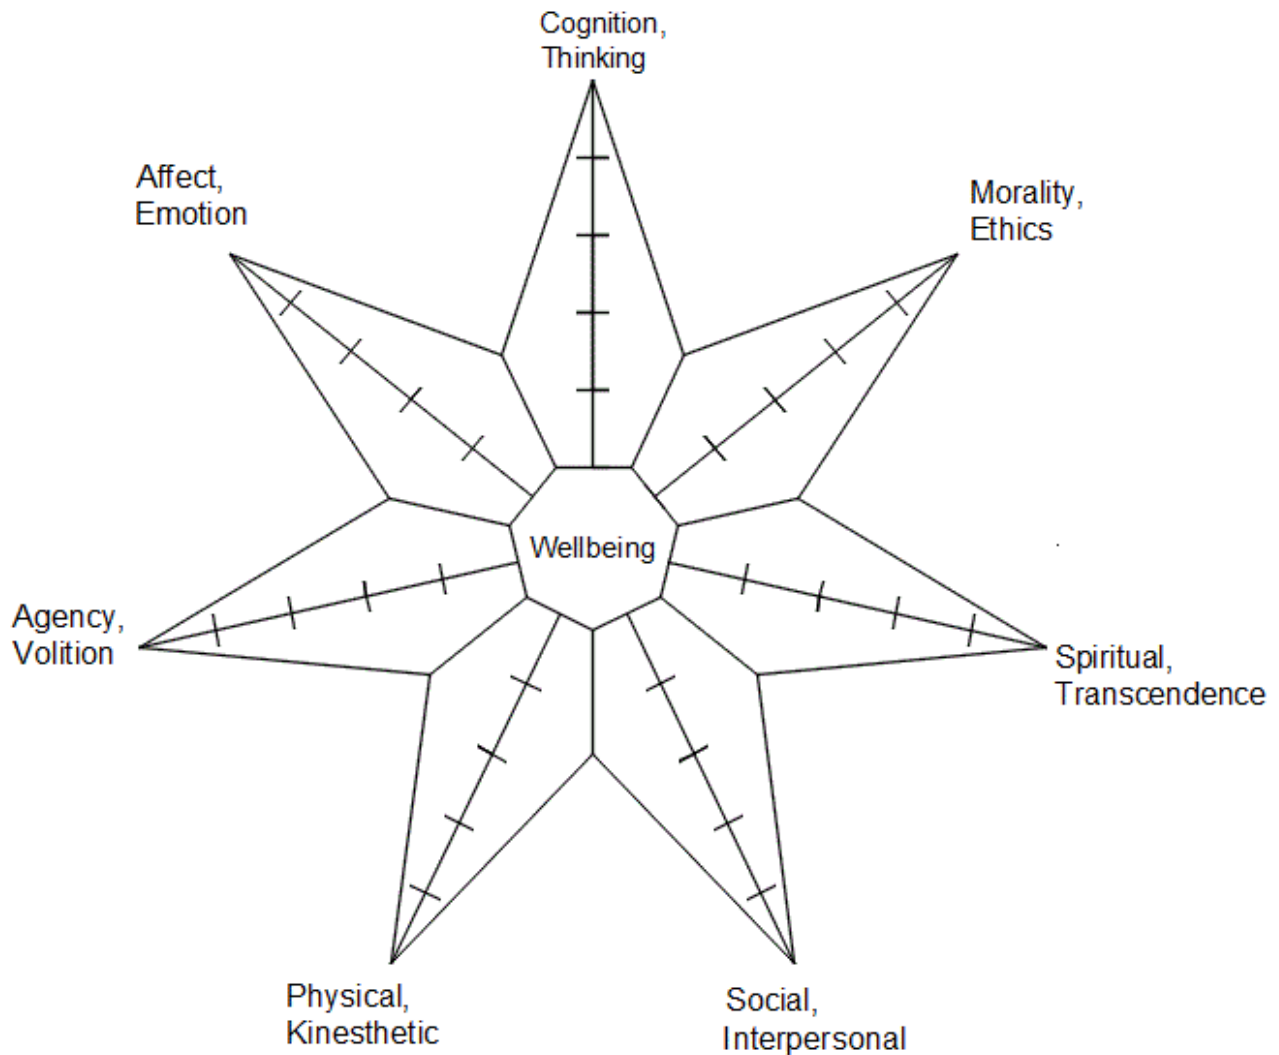 Cognition,
Thinking
Affect,
Emotion
Morality,
Ethics
Wellbeing
Agency,
Volition
Spiritual,
Transcendence
Physical,
Kinesthetic
Social,
Interpersonal